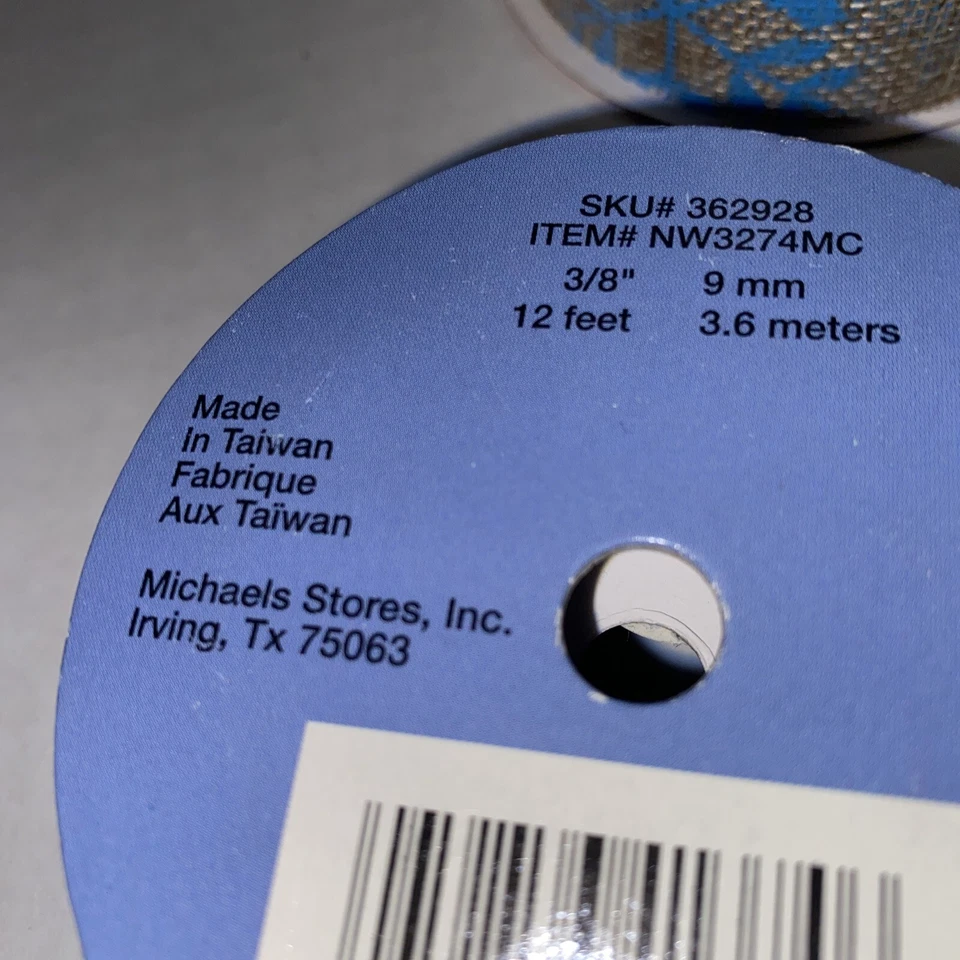 SKU# 362928
ITEM# NW3274MC
3/8" 9 mm
12 feet 3.6 meters
Made
in Taiwan
Fabrique
Aux Taïwan
Michaels Stores, Inc.
Irving, Tx 75063